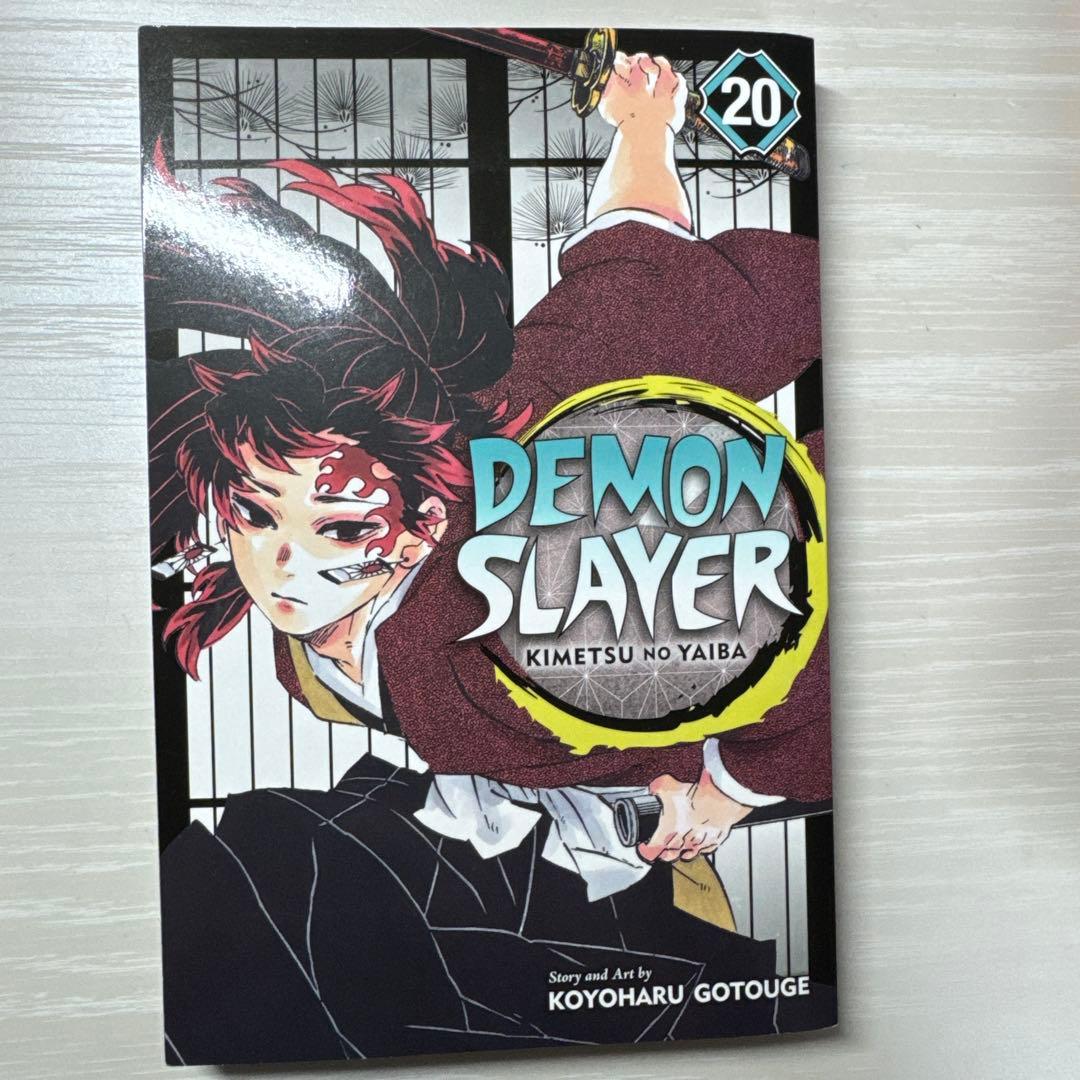 20
DEMON
SLAYER
KIMETSU NO YAIBA
Story and Art by
KOYOHARU GOTOUGE